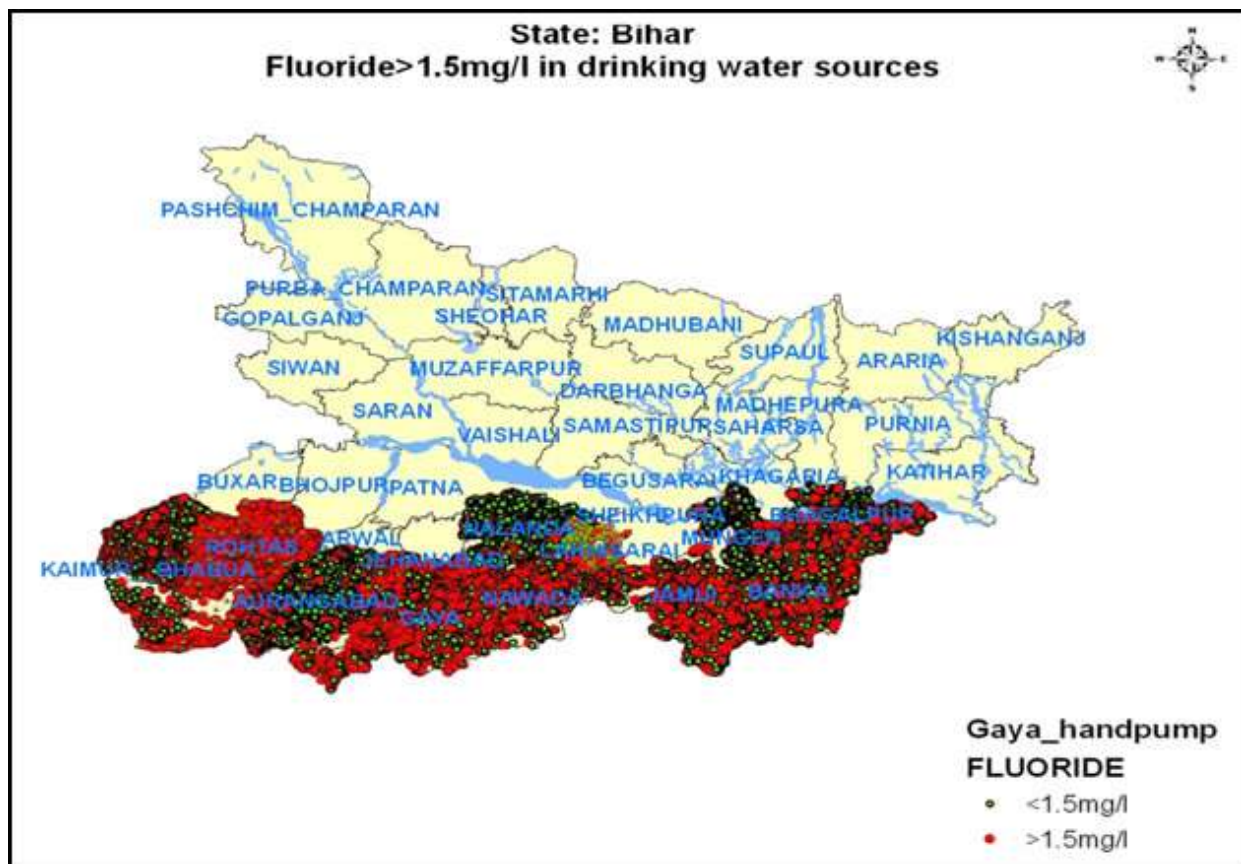 State: Bihar
Fluoride>1.5mg/l in drinking water sources
N
W
E
S
PASHCHIM_CHAMPARAN
PURBA_CHAMPARAN
SITAMARHI
GOPALGANJ
SHEOHAR
MADHUBANI
KISHANGANJ
SUPAUL
ARARIA
SIWAN
MUZAFFARPUR
DARBHANGA
MADHEPURA
SARAN
VAISHALI
SAMASTIPUR
SAHARSA
PURNIA
BUXAR
BHOJPUR
PATNA
BEGUSARAI
KHAGARIA
KATIHAR
SHEIKHPURA
BHAGALPUR
NALANDA
ARWAL
MUNGER
ROHTAS
JEHANABAD
LAKHISARAI
KAIMUR
BHABUA
AURANGABAD
GAYA
NAWADA
JAMUI
BANKA
Gaya_handpump
FLUORIDE
<1.5mg/l
>1.5mg/l